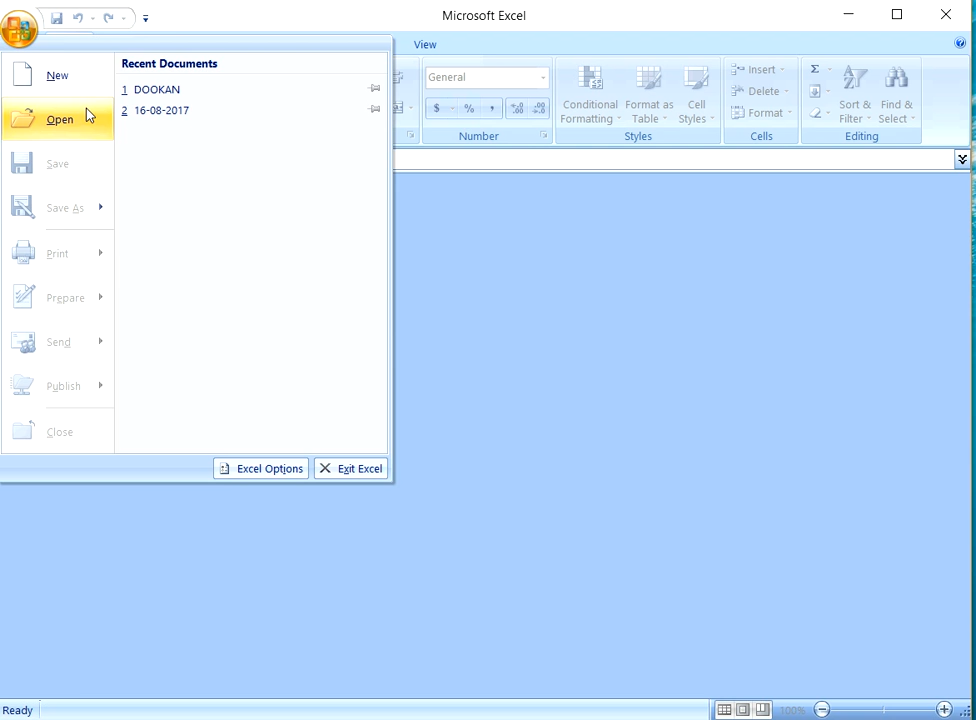 Microsoft Excel
View
New
Open
Save
Save As
Print
Prepare
Send
Publish
Close
Recent Documents
1 DOOKAN
2 16-08-2017
Excel Options
Exit Excel
General
$ % ,
Number
Conditional Formatting
Format as Table
Cell Styles
Styles
Insert
Delete
Format
Cells
Σ
Sort & Filter
Find & Select
Editing
Ready
100%